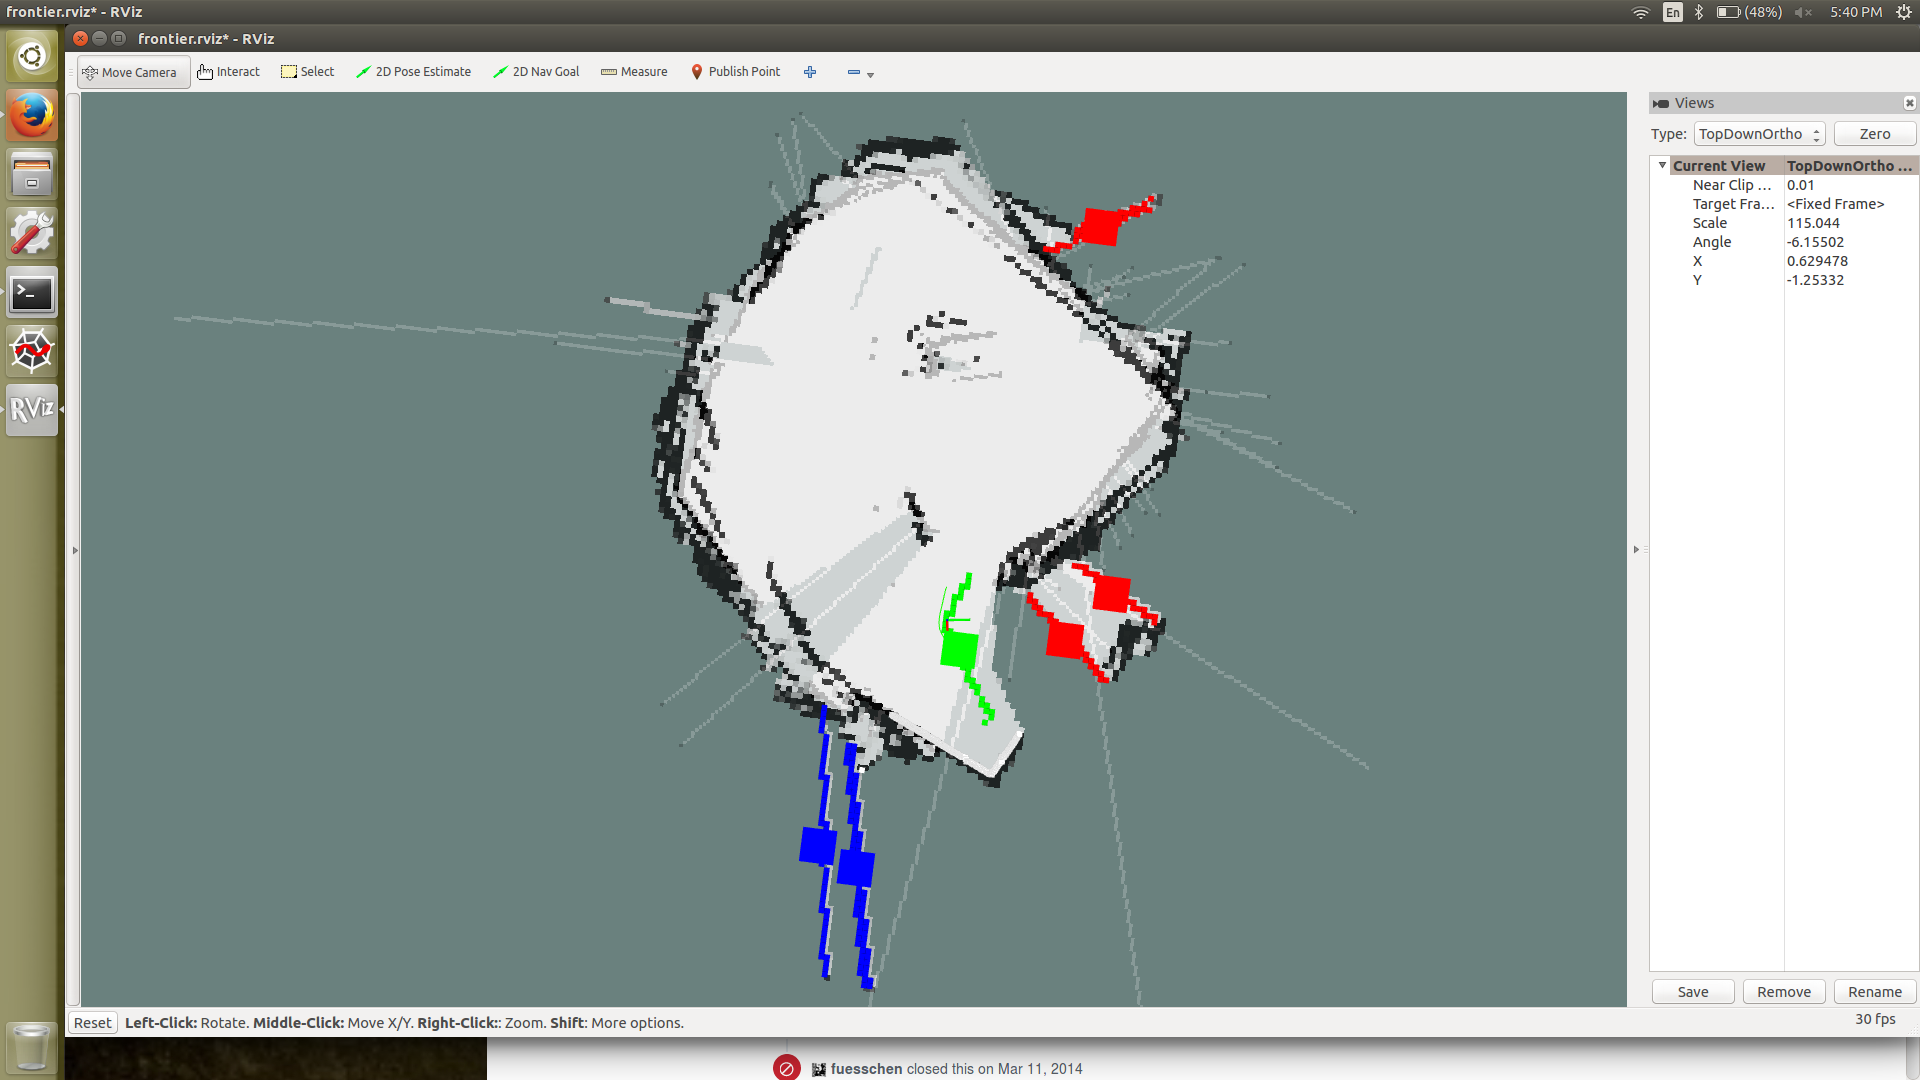 frontier.rviz* - RViz
En
(48%)
5:40 PM
frontier.rviz* - RViz
Move Camera
Interact
Select
2D Pose Estimate
2D Nav Goal
Measure
Publish Point
Views
Type:
TopDownOrtho
Zero
Current View
TopDownOrtho ...
Near Clip ...
0.01
Target Fra...
<Fixed Frame>
Scale
115.044
Angle
-6.15502
X
0.629478
Y
-1.25332
RViz
Save
Remove
Rename
Reset
Left-Click: Rotate. Middle-Click: Move X/Y. Right-Click:: Zoom. Shift: More options.
30 fps
fuesschen closed this on Mar 11, 2014